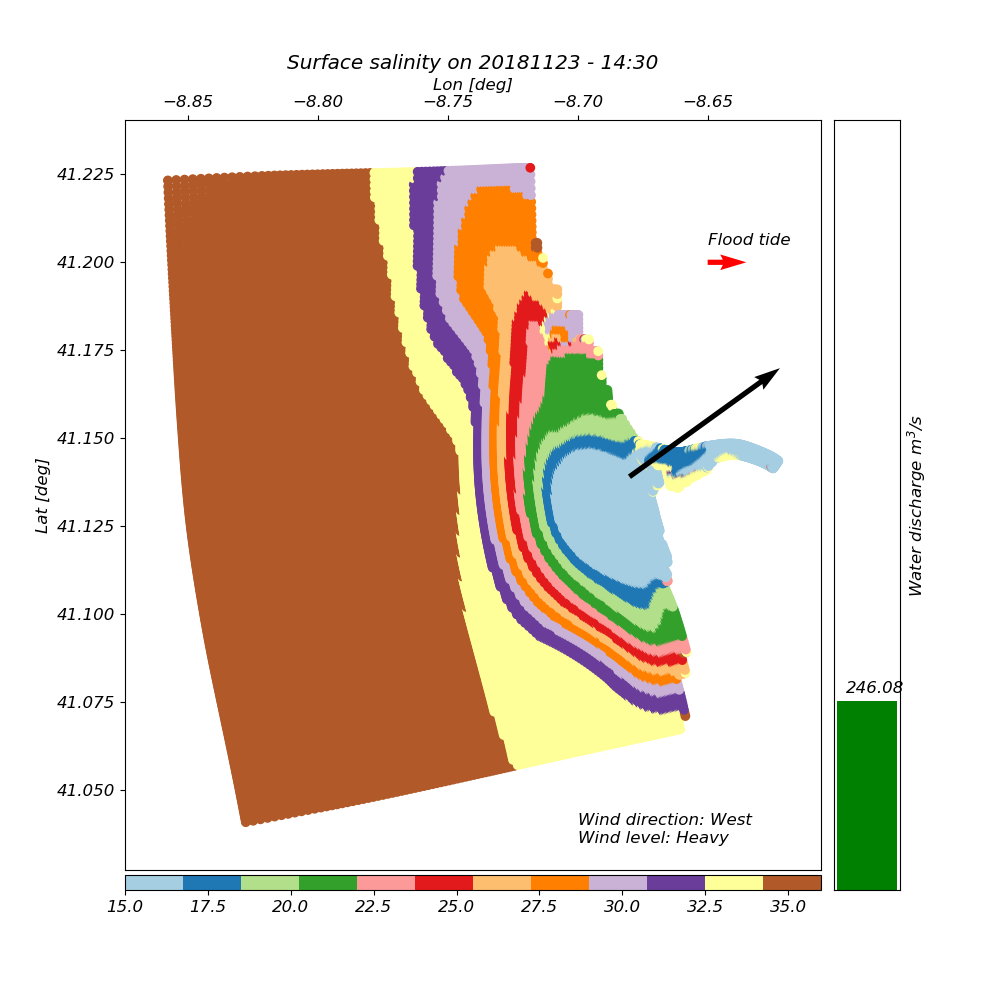 Surface salinity on 20181123 - 14:30
Lon [deg]
−8.85 −8.80 −8.75 −8.70 −8.65
41.225
41.200
41.175
41.150
41.125
41.100
41.075
41.050
Lat [deg]
Flood tide
Wind direction: West
Wind level: Heavy
15.0 17.5 20.0 22.5 25.0 27.5 30.0 32.5 35.0
246.08
Water discharge m³/s